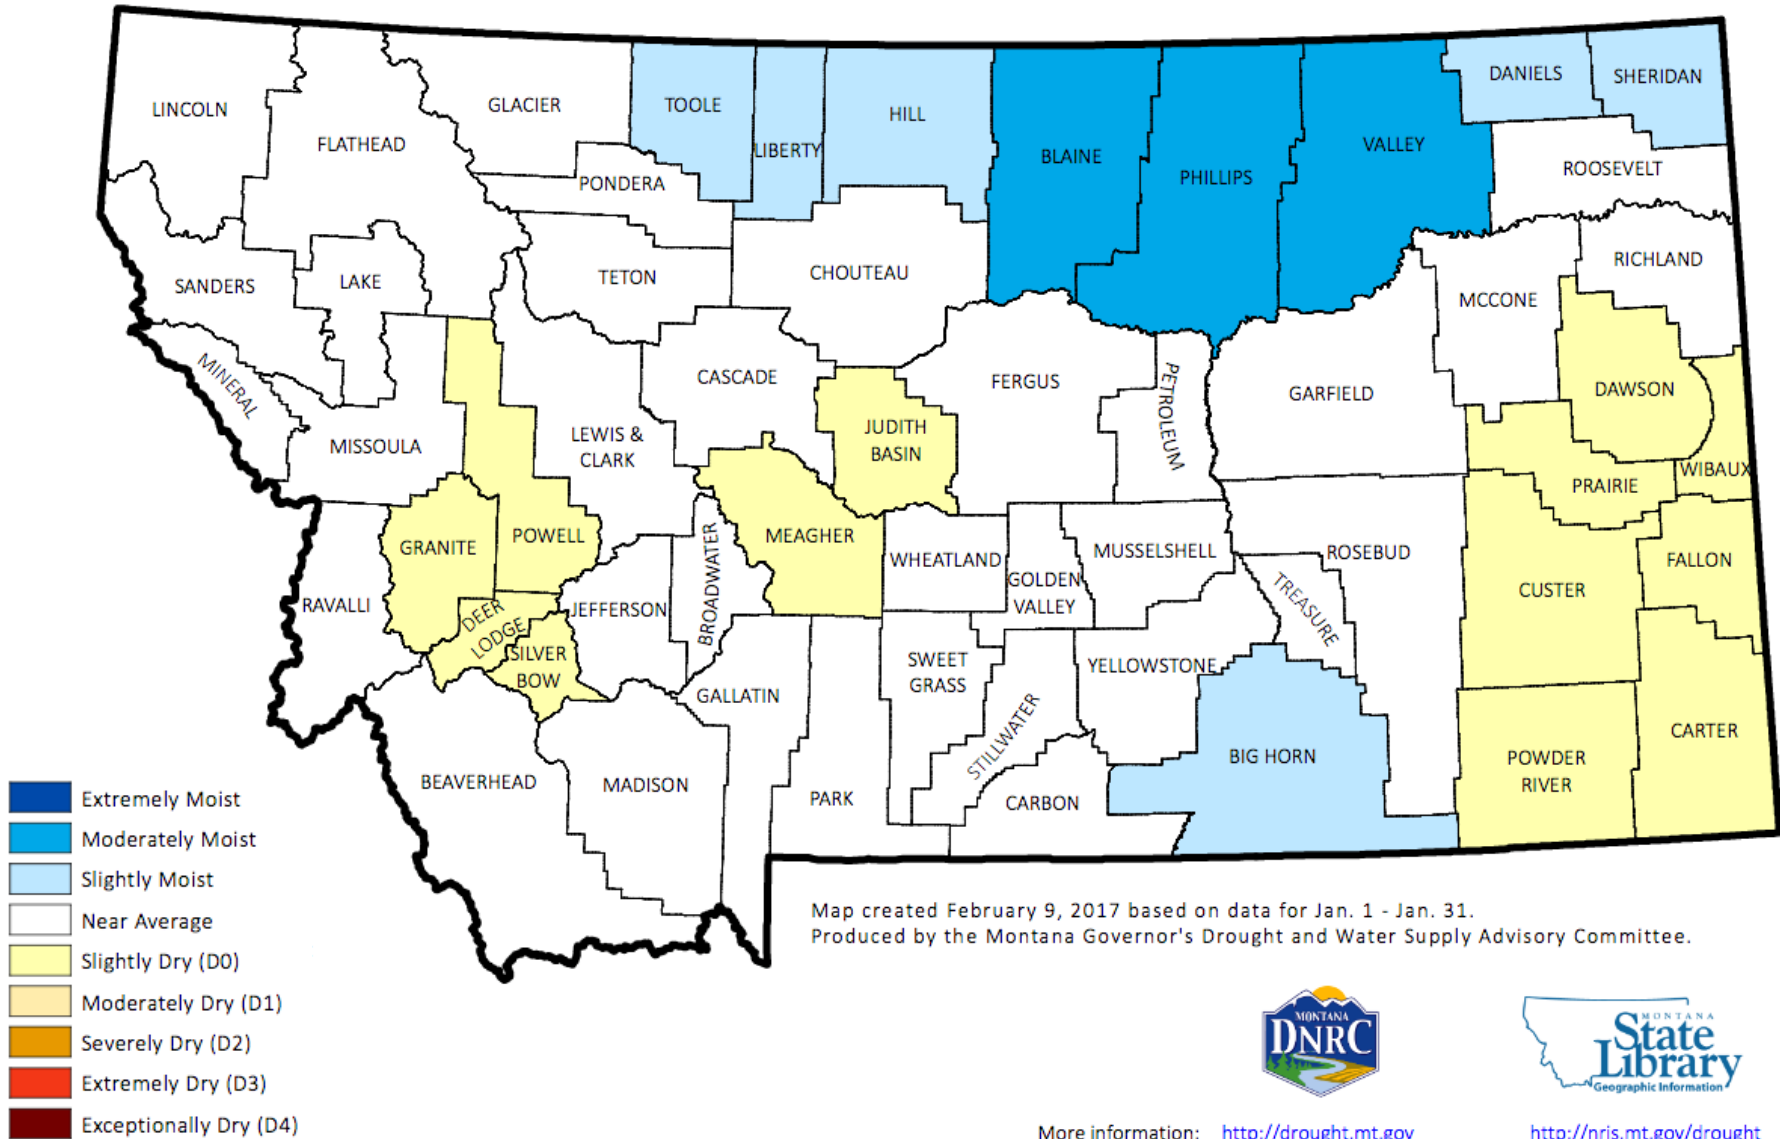 LINCOLN
FLATHEAD
GLACIER
TOOLE
LIBERTY
HILL
BLAINE
PHILLIPS
VALLEY
DANIELS
SHERIDAN
ROOSEVELT
PONDERA
SANDERS
LAKE
TETON
CHOUTEAU
RICHLAND
MCCONE
MINERAL
MISSOULA
CASCADE
FERGUS
PETROLEUM
GARFIELD
DAWSON
LEWIS &
CLARK
JUDITH
BASIN
PRAIRIE
WIBAUX
GRANITE
POWELL
MEAGHER
WHEATLAND
GOLDEN
VALLEY
MUSSELSHELL
ROSEBUD
TREASURE
CUSTER
FALLON
RAVALLI
DEER
LODGE
SILVER
BOW
JEFFERSON
BROADWATER
GALLATIN
SWEET
GRASS
STILLWATER
YELLOWSTONE
BIG HORN
POWDER
RIVER
CARTER
BEAVERHEAD
MADISON
PARK
CARBON
Extremely Moist
Moderately Moist
Slightly Moist
Near Average
Slightly Dry (D0)
Moderately Dry (D1)
Severely Dry (D2)
Extremely Dry (D3)
Exceptionally Dry (D4)
Map created February 9, 2017 based on data for Jan. 1 - Jan. 31.
Produced by the Montana Governor's Drought and Water Supply Advisory Committee.
MONTANA
DNRC
MONTANA
State
Library
Geographic Information
More information: http://drought.mt.gov http://nris.mt.gov/drought